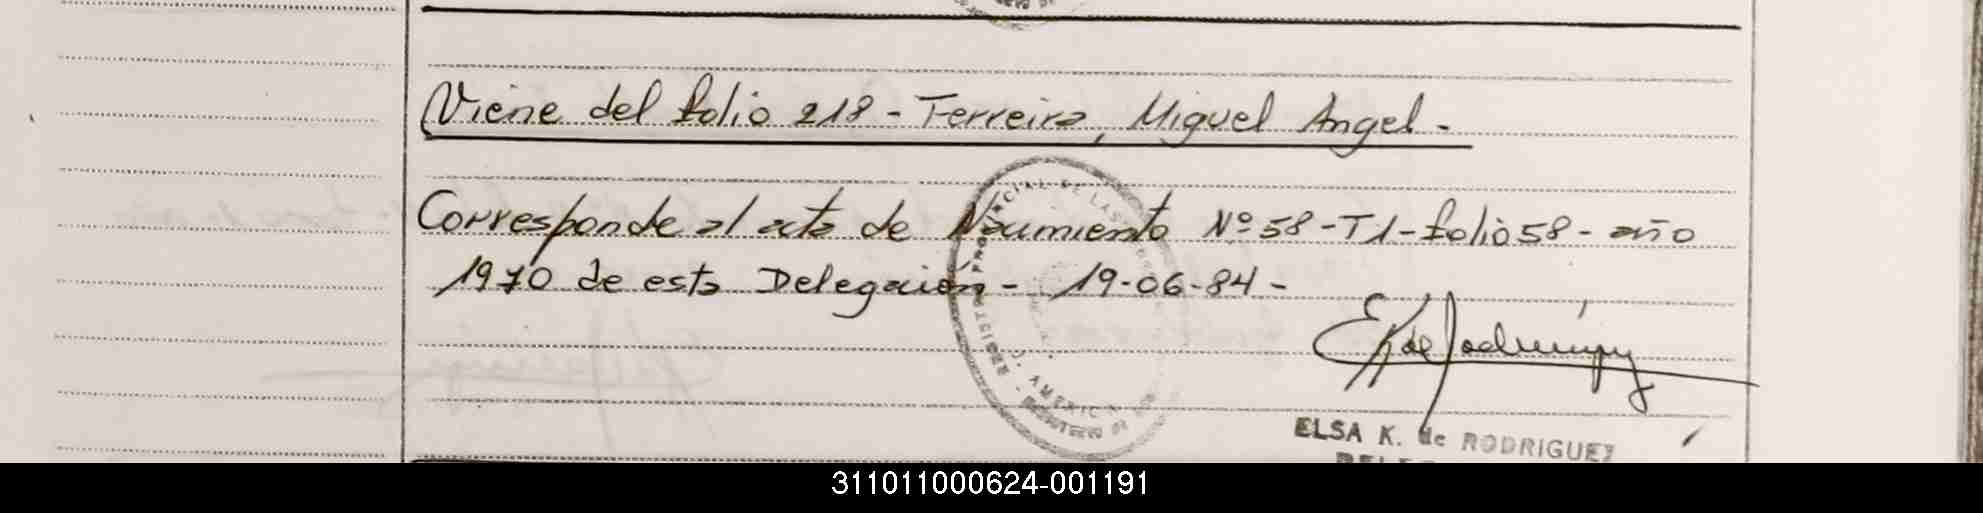 Viene del folio 218 - Ferreira, Miguel Angel -
Corresponde al acta de Nacimiento Nº 58 - T1 - folio 58 - año
1970 de esta Delegación - 19-06-84 -
ELSA K. de RODRIGUEZ
311011000624-001191